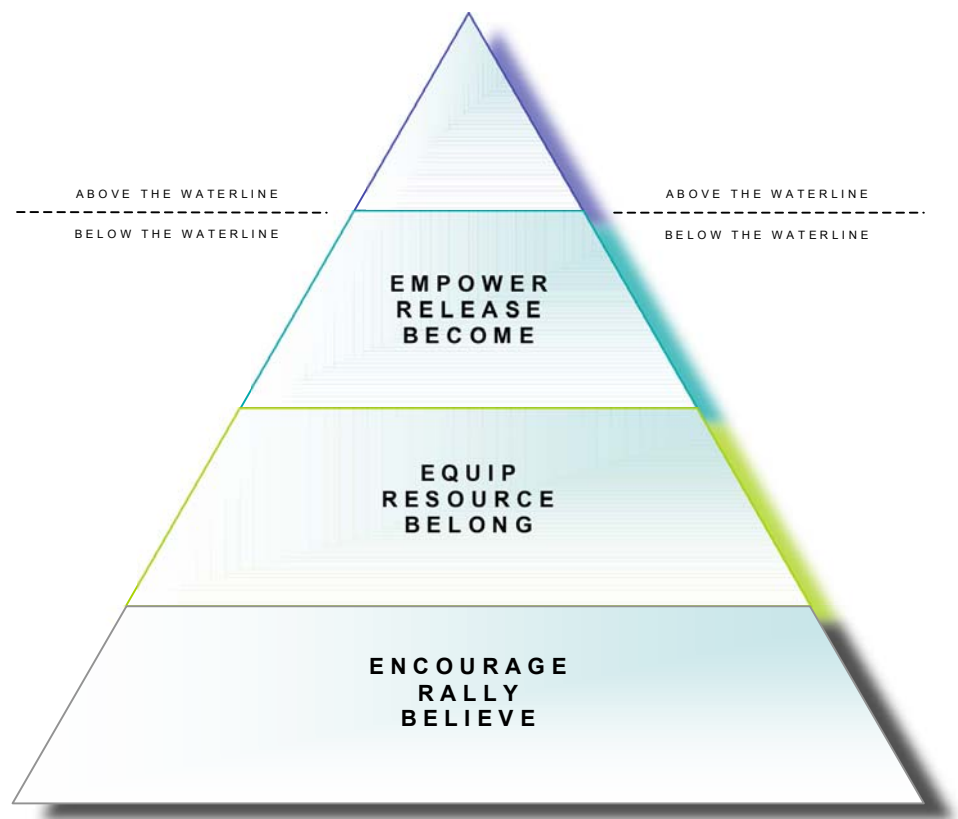 ABOVE THE WATERLINE
ABOVE THE WATERLINE
BELOW THE WATERLINE
BELOW THE WATERLINE
EMPOWER
RELEASE
BECOME
EQUIP
RESOURCE
BELONG
ENCOURAGE
RALLY
BELIEVE